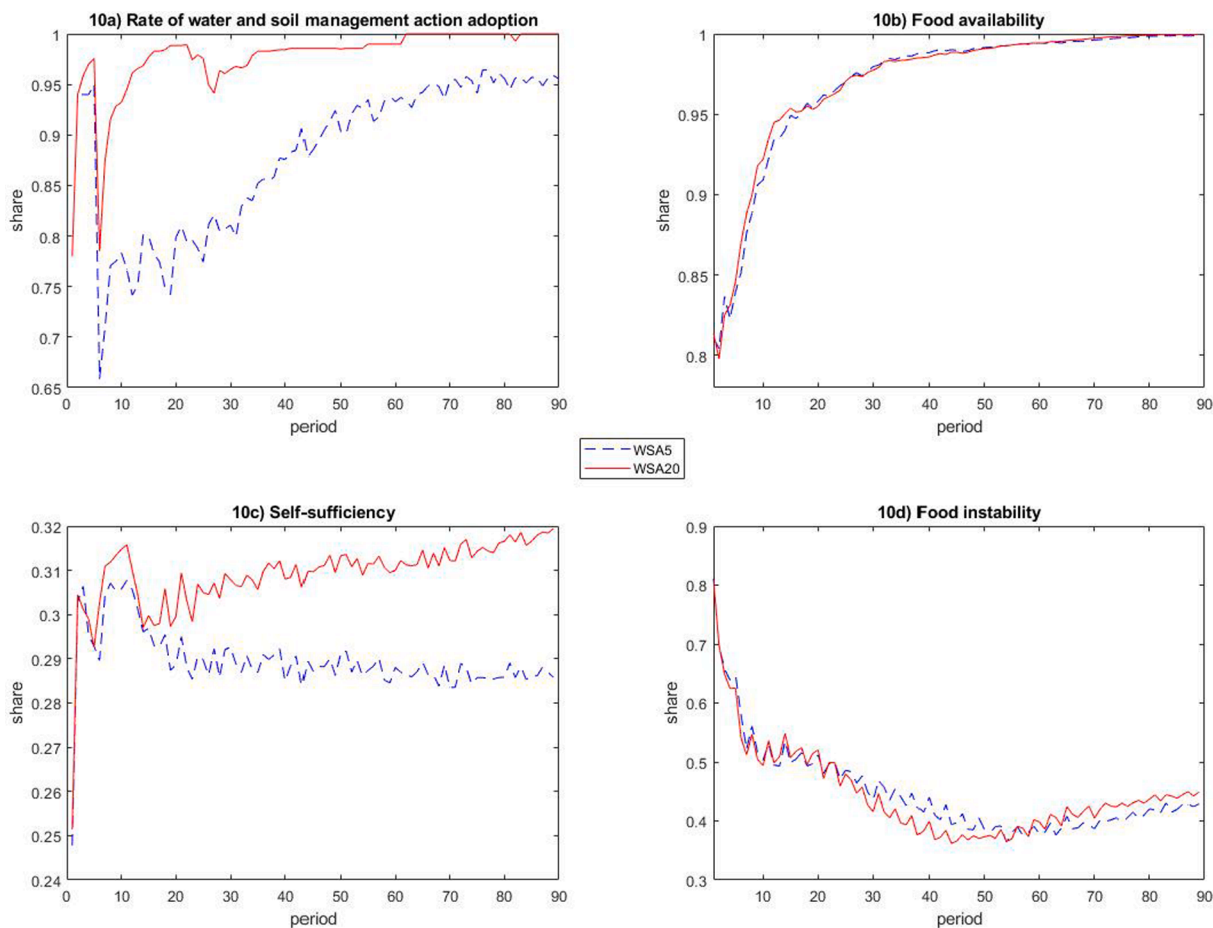 10a) Rate of water and soil management action adoption
1
0.95
0.9
0.85
0.8
0.75
0.7
0.65
share
0 10 20 30 40 50 60 70 80 90
period
10b) Food availability
1
0.95
0.9
0.85
0.8
share
10 20 30 40 50 60 70 80 90
period
WSA5
WSA20
10c) Self-sufficiency
0.32
0.31
0.3
0.29
0.28
0.27
0.26
0.25
0.24
share
0 10 20 30 40 50 60 70 80 90
period
10d) Food instability
0.9
0.8
0.7
0.6
0.5
0.4
0.3
share
10 20 30 40 50 60 70 80 90
period